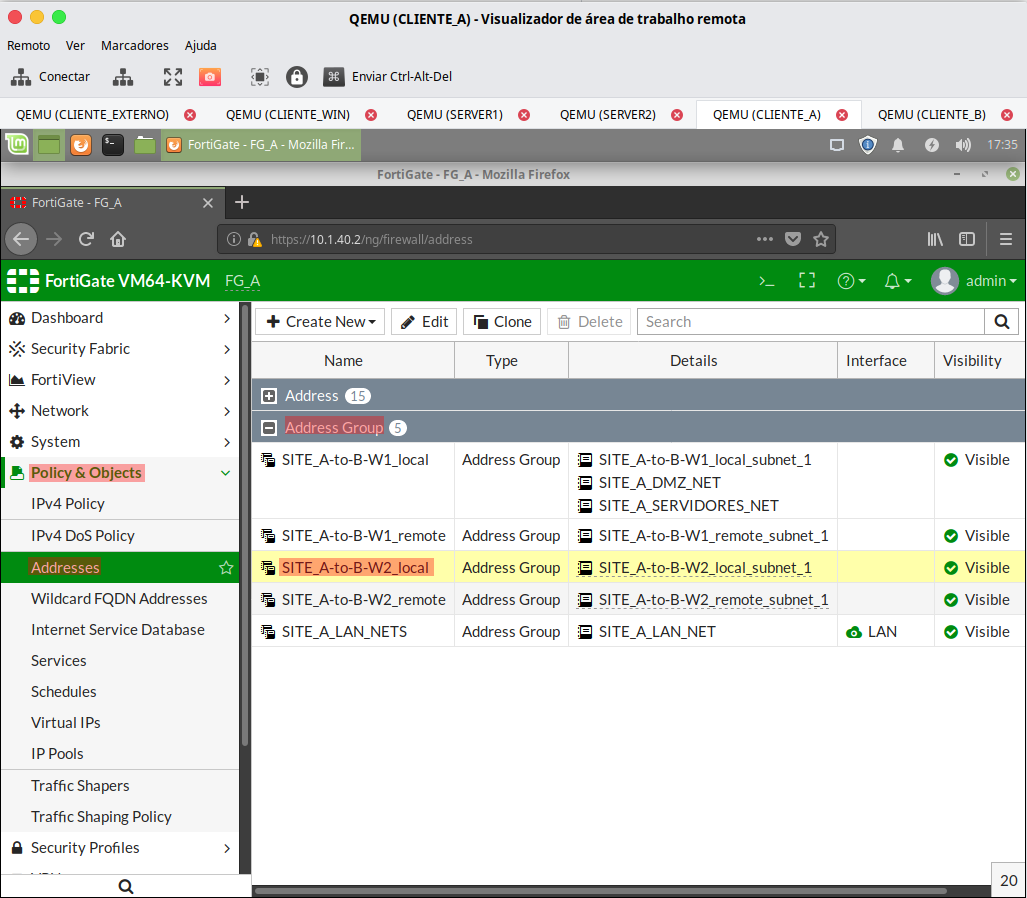 QEMU (CLIENTE_A) - Visualizador de área de trabalho remota
Remoto Ver Marcadores Ajuda
Conectar Enviar Ctrl-Alt-Del
QEMU (CLIENTE_EXTERNO) QEMU (CLIENTE_WIN) QEMU (SERVER1) QEMU (SERVER2) QEMU (CLIENTE_A) QEMU (CLIENTE_B)
FortiGate - FG_A - Mozilla Fir... 17:35
FortiGate - FG_A - Mozilla Firefox
FortiGate - FG_A
https://10.1.40.2/ng/firewall/address
FortiGate VM64-KVM FG_A admin
Dashboard
Security Fabric
FortiView
Network
System
Policy & Objects
IPv4 Policy
IPv4 DoS Policy
Addresses
Wildcard FQDN Addresses
Internet Service Database
Services
Schedules
Virtual IPs
IP Pools
Traffic Shapers
Traffic Shaping Policy
Security Profiles
Create New Edit Clone Delete Search
Name Type Details Interface Visibility
Address 15
Address Group 5
SITE_A-to-B-W1_local Address Group SITE_A-to-B-W1_local_subnet_1 Visible
SITE_A_DMZ_NET
SITE_A_SERVIDORES_NET
SITE_A-to-B-W1_remote Address Group SITE_A-to-B-W1_remote_subnet_1 Visible
SITE_A-to-B-W2_local Address Group SITE_A-to-B-W2_local_subnet_1 Visible
SITE_A-to-B-W2_remote Address Group SITE_A-to-B-W2_remote_subnet_1 Visible
SITE_A_LAN_NETS Address Group SITE_A_LAN_NET LAN Visible
20